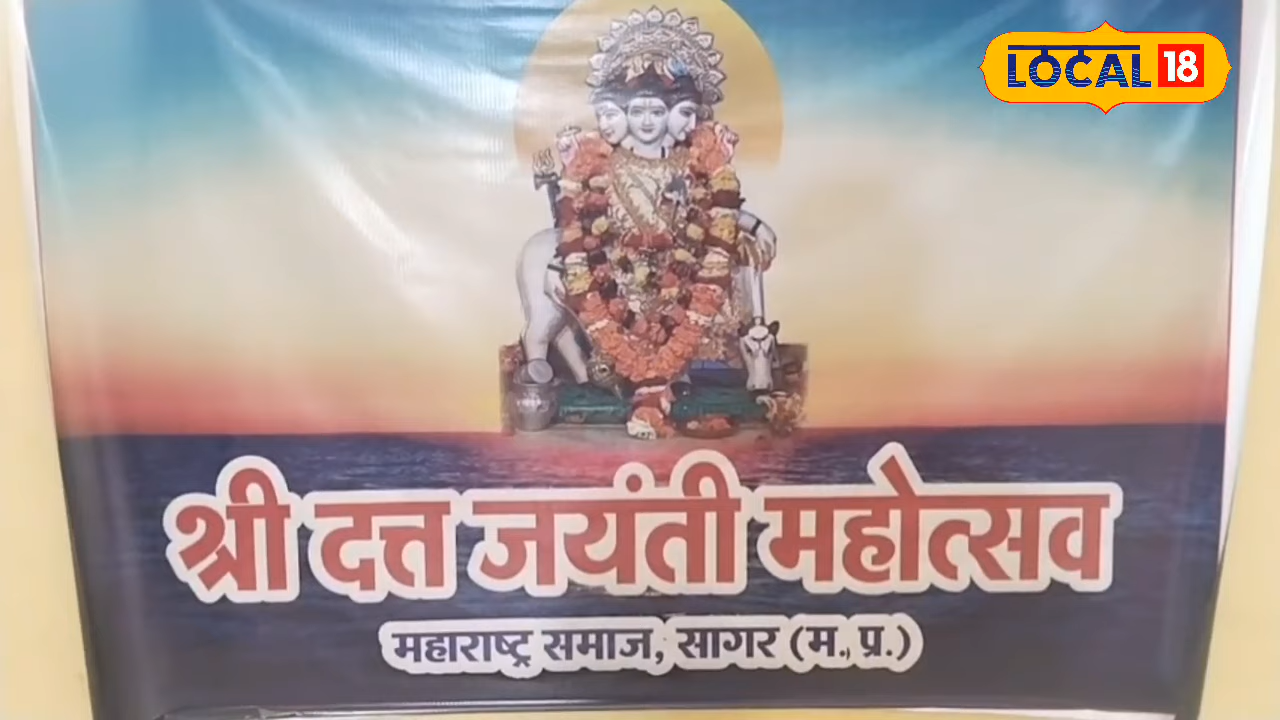 LOCAL 18
श्री दत्त जयंती महोत्सव
महाराष्ट्र समाज, सागर (म., प्र.)